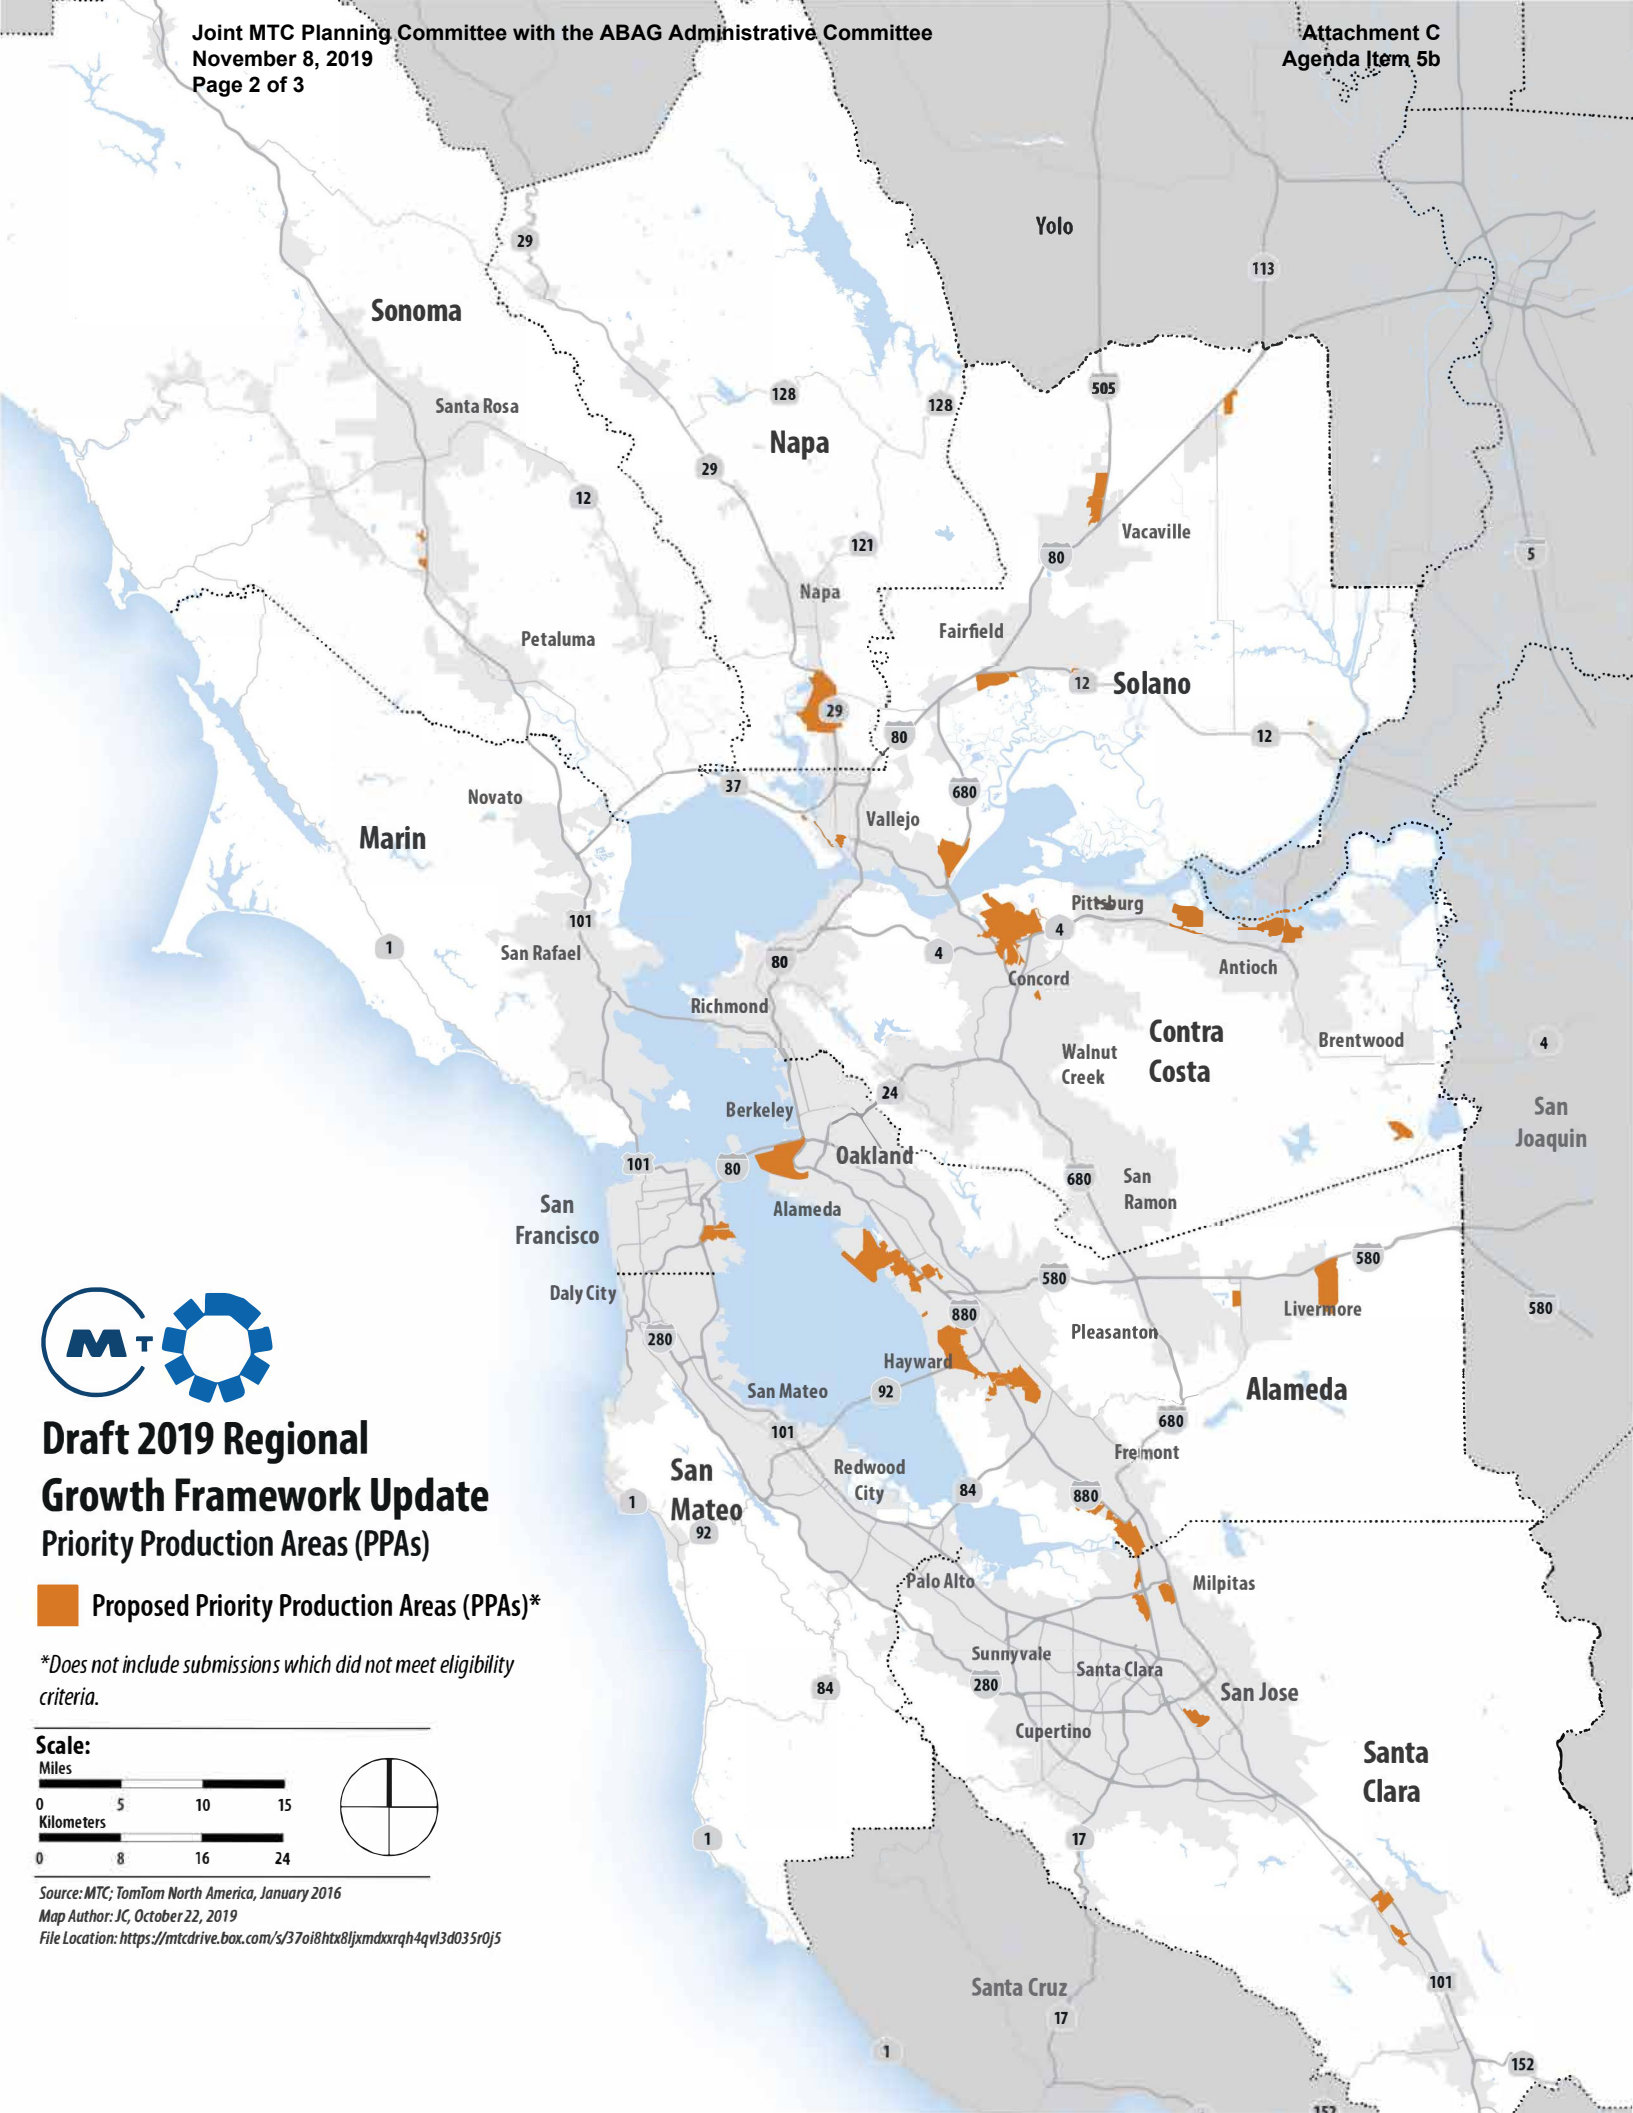 Joint MTC Planning Committee with the ABAG Administrative Committee
November 8, 2019
Page 2 of 3
Attachment C
Agenda Item 5b
Yolo
113
29
Sonoma
505
128
128
Santa Rosa
Napa
29
12
Vacaville
121
80
5
Napa
Fairfield
Petaluma
12
Solano
29
80
12
37
680
Novato
Vallejo
Marin
Pittsburg
101
4
1
San Rafael
4
80
Antioch
Concord
Richmond
Contra
Costa
Brentwood
4
Walnut
Creek
24
San
Joaquin
Berkeley
Oakland
101
80
680
San
Ramon
San
Francisco
Alameda
580
580
Daly City
Livermore
580
880
Pleasanton
280
Hayward
San Mateo
92
Alameda
680
101
Fremont
San
Mateo
Redwood
City
84
880
1
92
Palo Alto
Milpitas
Sunnyvale
Santa Clara
280
84
San Jose
Cupertino
Santa
Clara
1
17
101
Santa Cruz
17
1
152
152
M T
Draft 2019 Regional
Growth Framework Update
Priority Production Areas (PPAs)
Proposed Priority Production Areas (PPAs)*
*Does not include submissions which did not meet eligibility
criteria.
Scale:
Miles
0 5 10 15
Kilometers
0 8 16 24
Source: MTC; TomTom North America, January 2016
Map Author: JC, October 22, 2019
File Location: https://mtcdrive.box.com/s/37oi8htx8ljxmdxxrqh4qvl3d035r0j5